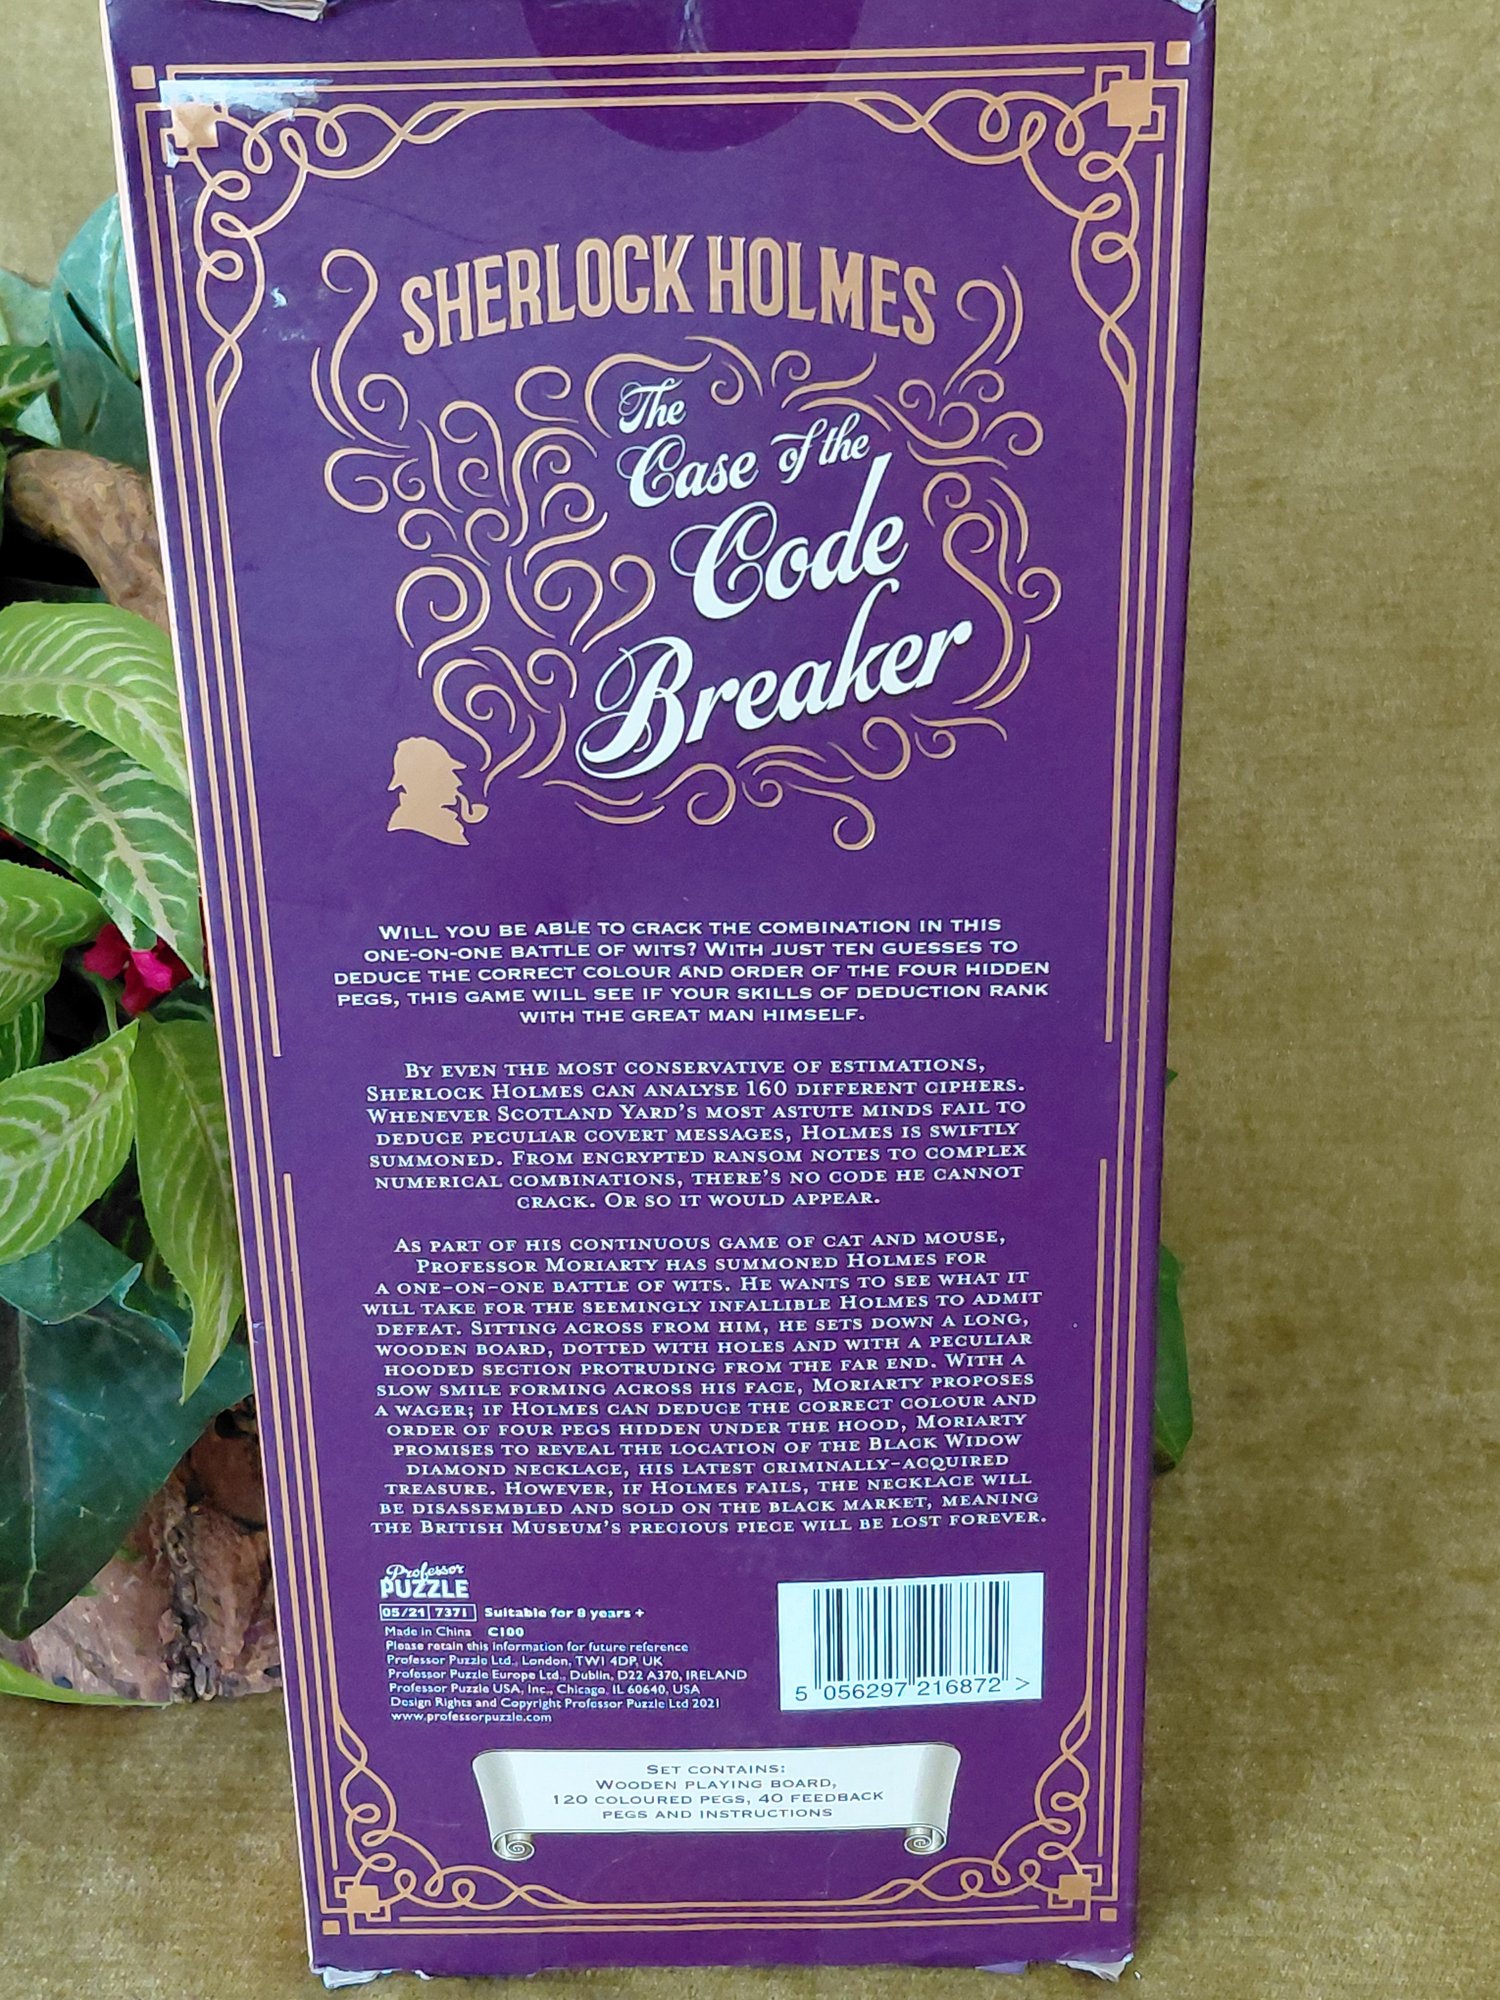 SHERLOCK HOLMES
The
Case of the
Code
Breaker
WILL YOU BE ABLE TO CRACK THE COMBINATION IN THIS
ONE-ON-ONE BATTLE OF WITS? WITH JUST TEN GUESSES TO
DEDUCE THE CORRECT COLOUR AND ORDER OF THE FOUR HIDDEN
PEGS, THIS GAME WILL SEE IF YOUR SKILLS OF DEDUCTION RANK
WITH THE GREAT MAN HIMSELF.
BY EVEN THE MOST CONSERVATIVE OF ESTIMATIONS,
SHERLOCK HOLMES CAN ANALYSE 160 DIFFERENT CIPHERS.
WHENEVER SCOTLAND YARD'S MOST ASTUTE MINDS FAIL TO
DEDUCE PECULIAR COVERT MESSAGES, HOLMES IS SWIFTLY
SUMMONED. FROM ENCRYPTED RANSOM NOTES TO COMPLEX
NUMERICAL COMBINATIONS, THERE'S NO CODE HE CANNOT
CRACK. OR SO IT WOULD APPEAR.
AS PART OF HIS CONTINUOUS GAME OF CAT AND MOUSE,
PROFESSOR MORIARTY HAS SUMMONED HOLMES FOR
A ONE-ON-ONE BATTLE OF WITS. HE WANTS TO SEE WHAT IT
WILL TAKE FOR THE SEEMINGLY INFALLIBLE HOLMES TO ADMIT
DEFEAT. SITTING ACROSS FROM HIM, HE SETS DOWN A LONG,
WOODEN BOARD, DOTTED WITH HOLES AND WITH A PECULIAR
HOODED SECTION PROTRUDING FROM THE FAR END. WITH A
SLOW SMILE FORMING ACROSS HIS FACE, MORIARTY PROPOSES
A WAGER; IF HOLMES CAN DEDUCE THE CORRECT COLOUR AND
ORDER OF FOUR PEGS HIDDEN UNDER THE HOOD, MORIARTY
PROMISES TO REVEAL THE LOCATION OF THE BLACK WIDOW
DIAMOND NECKLACE, HIS LATEST CRIMINALLY-ACQUIRED
TREASURE. HOWEVER, IF HOLMES FAILS, THE NECKLACE WILL
BE DISASSEMBLED AND SOLD ON THE BLACK MARKET, MEANING
THE BRITISH MUSEUM'S PRECIOUS PIECE WILL BE LOST FOREVER.
Professor
PUZZLE
05/21 7371 Suitable for 8 years +
Made in China C100
Please retain this information for future reference
Professor Puzzle Ltd., London, TW1 4DP, UK
Professor Puzzle Europe Ltd., Dublin, D22 A370, IRELAND
Professor Puzzle USA, Inc., Chicago, IL 60640, USA
Design Rights and Copyright Professor Puzzle Ltd 2021
www.professorpuzzle.com
5 056297 216872 >
SET CONTAINS:
WOODEN PLAYING BOARD,
120 COLOURED PEGS, 40 FEEDBACK
PEGS AND INSTRUCTIONS